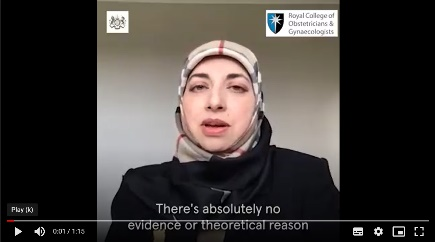 Royal College of
Obstetricians &
Gynaecologists
There's absolutely no
evidence or theoretical reason
Play (k)
0:01 / 1:15